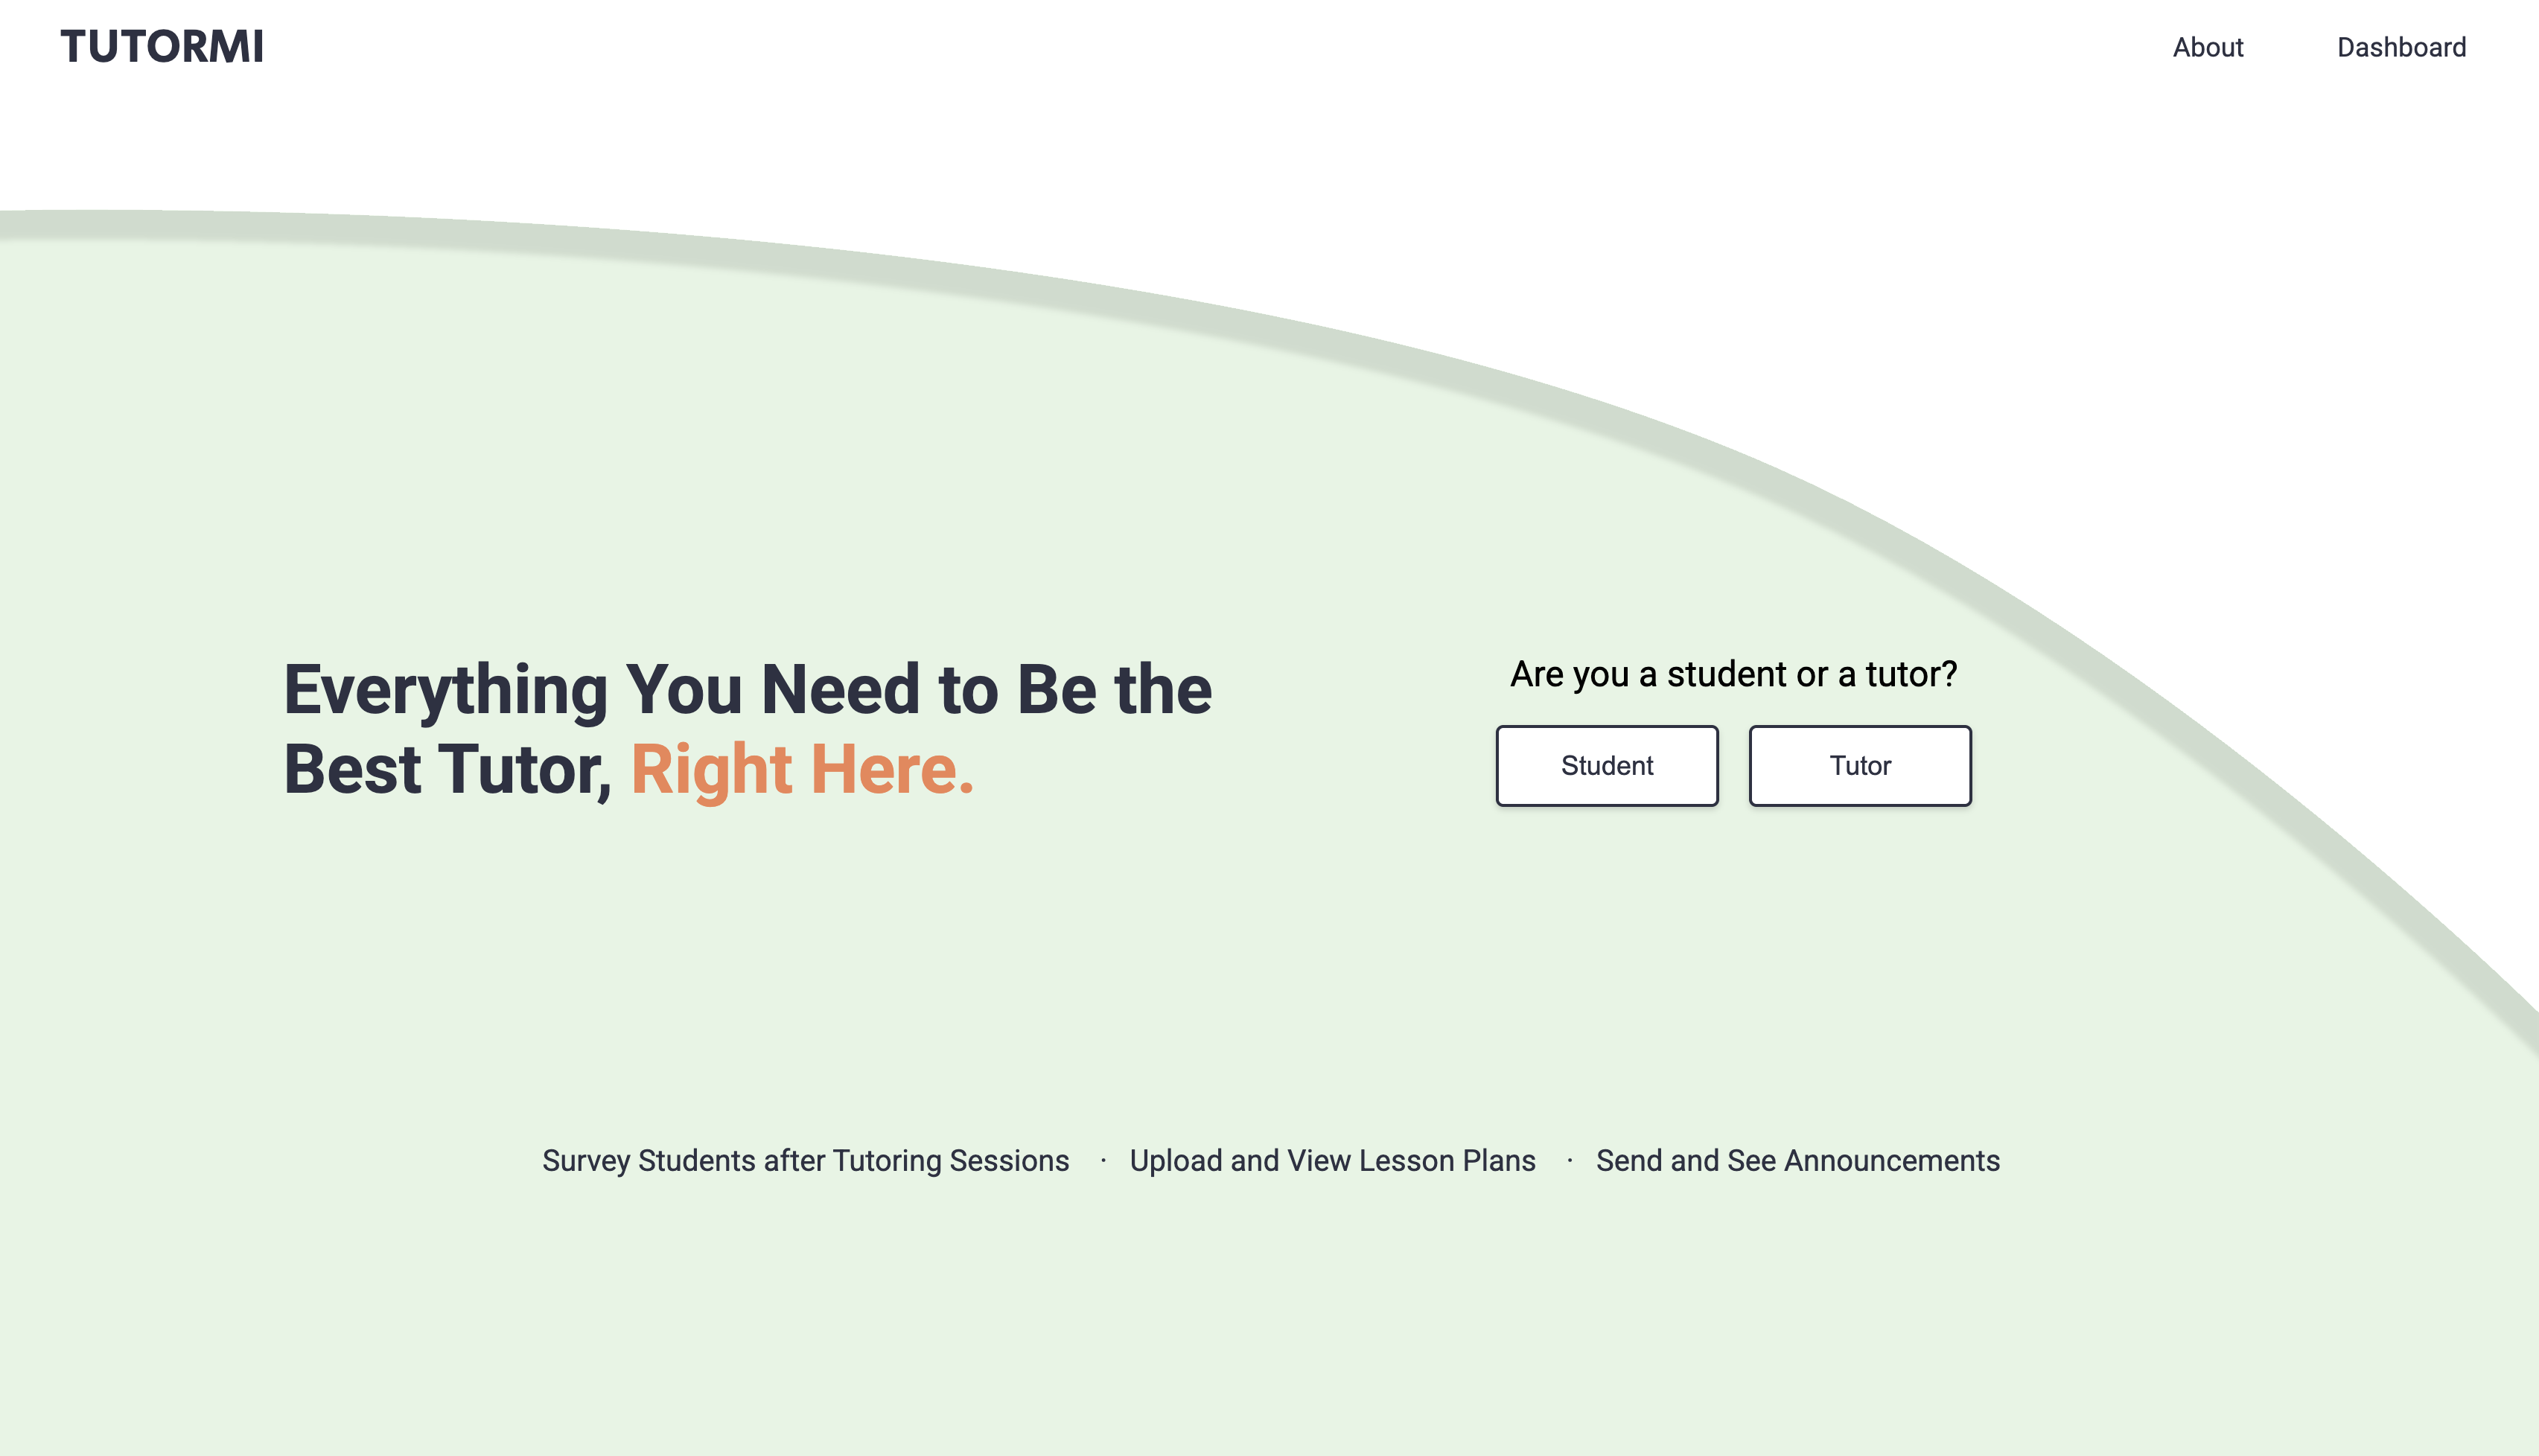 TUTORMI
About Dashboard
Everything You Need to Be the
Best Tutor, Right Here.
Are you a student or a tutor?
Student Tutor
Survey Students after Tutoring Sessions · Upload and View Lesson Plans · Send and See Announcements